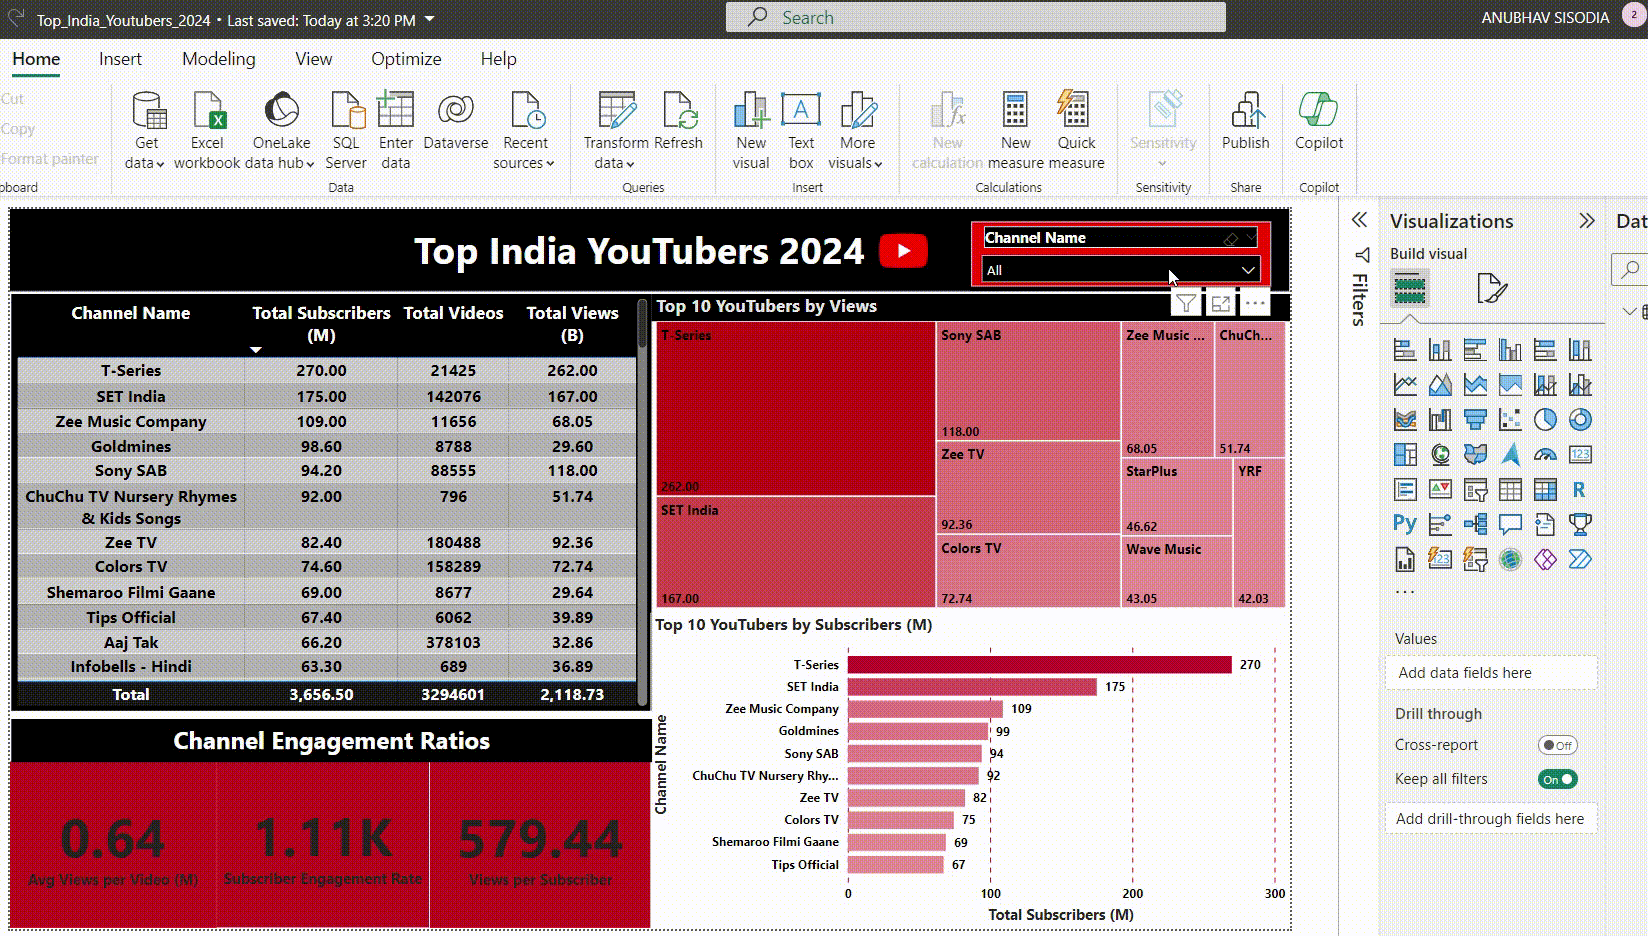 Top_India_Youtubers_2024 • Last saved: Today at 3:20 PM
Search
ANUBHAV SISODIA
2
Home Insert Modeling View Optimize Help
Cut
Copy
Format painter
pboard
Get data
Excel workbook
OneLake data hub
SQL Server
Enter data
Dataverse
Recent sources
Data
Transform data
Refresh
Queries
New visual
Text box
More visuals
Insert
New calculation
New measure
Quick measure
Calculations
Sensitivity
Sensitivity
Publish
Share
Copilot
Copilot
Top India YouTubers 2024
Channel Name
All
Channel Name Total Subscribers (M) Total Videos Total Views (B)
T-Series 270.00 21425 262.00
SET India 175.00 142076 167.00
Zee Music Company 109.00 11656 68.05
Goldmines 98.60 8788 29.60
Sony SAB 94.20 88555 118.00
ChuChu TV Nursery Rhymes & Kids Songs 92.00 796 51.74
Zee TV 82.40 180488 92.36
Colors TV 74.60 158289 72.74
Shemaroo Filmi Gaane 69.00 8677 29.64
Tips Official 67.40 6062 39.89
Aaj Tak 66.20 378103 32.86
Infobells - Hindi 63.30 689 36.89
Total 3,656.50 3294601 2,118.73
Channel Engagement Ratios
0.64
Avg Views per Video (M)
1.11K
Subscriber Engagement Rate
579.44
Views per Subscriber
Top 10 YouTubers by Views
T-Series
262.00
SET India
167.00
Sony SAB
118.00
Zee TV
92.36
Colors TV
72.74
Zee Music ...
68.05
ChuCh...
51.74
StarPlus
46.62
Wave Music
43.05
YRF
42.03
Top 10 YouTubers by Subscribers (M)
Channel Name
T-Series 270
SET India 175
Zee Music Company 109
Goldmines 99
Sony SAB 94
ChuChu TV Nursery Rhy... 92
Zee TV 82
Colors TV 75
Shemaroo Filmi Gaane 69
Tips Official 67
0 100 200 300
Total Subscribers (M)
Filters
Visualizations
Build visual
123
R
Py
123
...
Values
Add data fields here
Drill through
Cross-report
Off
Keep all filters
On
Add drill-through fields here
Dat